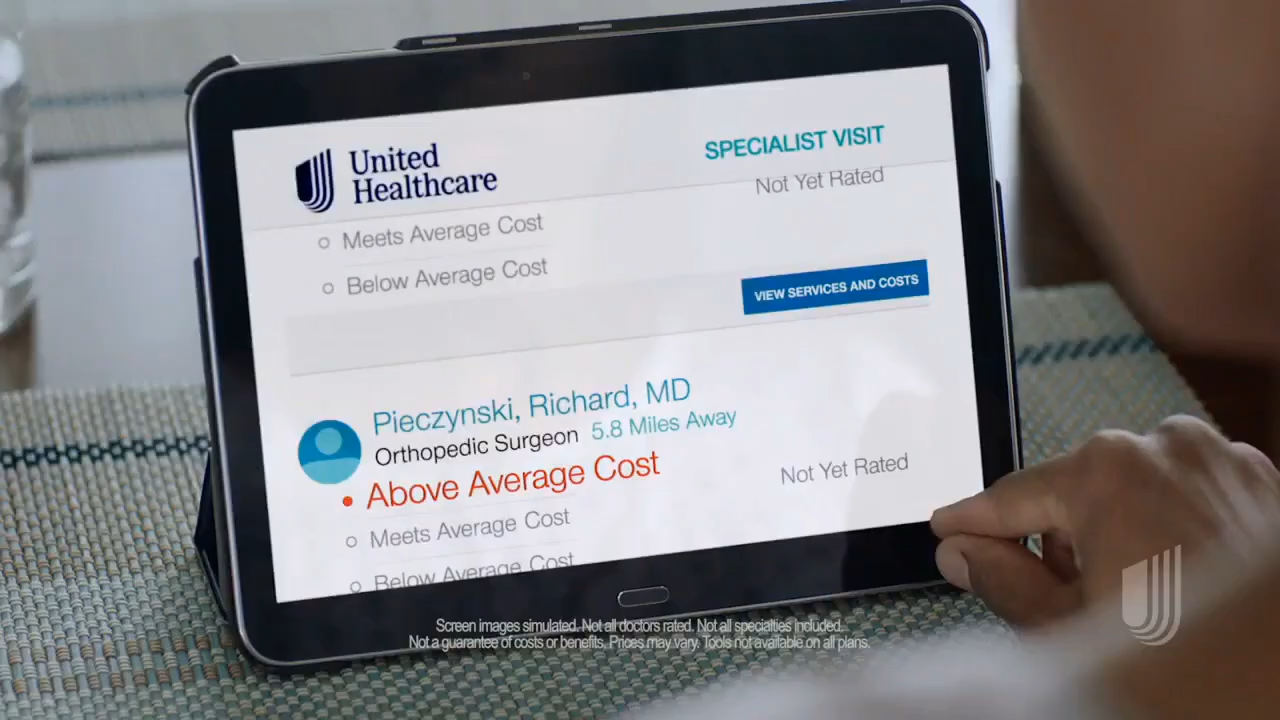 United
Healthcare
SPECIALIST VISIT
Not Yet Rated
Meets Average Cost
Below Average Cost
VIEW SERVICES AND COSTS
Pieczynski, Richard, MD
Orthopedic Surgeon 5.8 Miles Away
Above Average Cost
Not Yet Rated
Meets Average Cost
Below Average Cost
Screen images simulated. Not all doctors rated. Not all specialties included.
Not a guarantee of costs or benefits. Prices may vary. Tools not available on all plans.